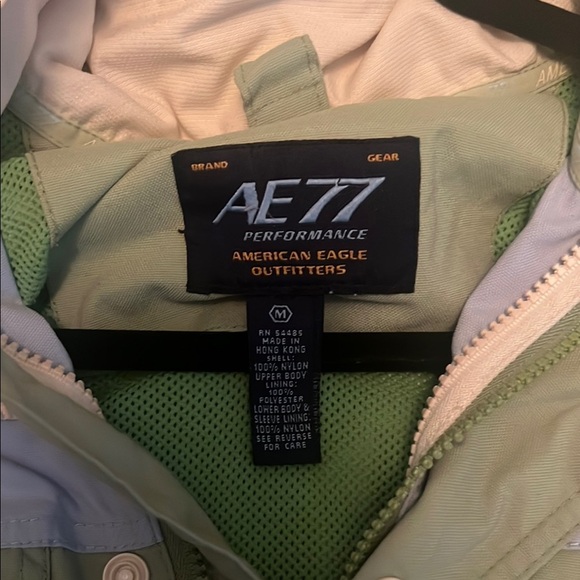 BRAND GEAR
AE77
PERFORMANCE
AMERICAN EAGLE
OUTFITTERS
M
RN 54485
MADE IN
HONG KONG
SHELL:
100% NYLON
UPPER BODY
LINING:
100%
POLYESTER
LOWER BODY &
SLEEVE LINING:
100% NYLON
SEE REVERSE
FOR CARE